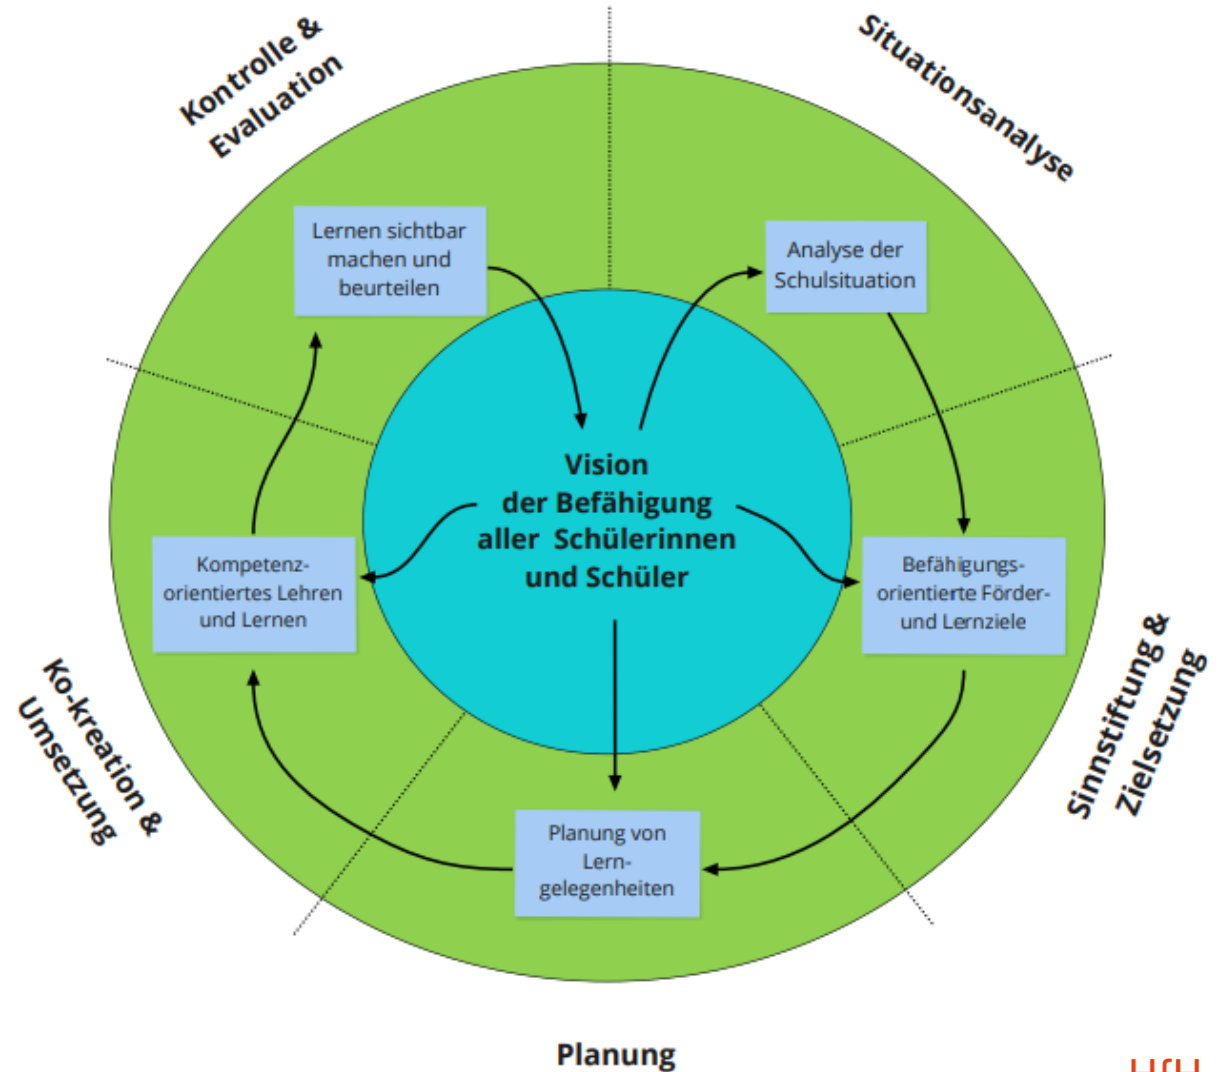 Kontrolle &
Evaluation
Situationsanalyse
Lernen sichtbar
machen und
beurteilen
Analyse der
Schulsituation
Vision
der Befähigung
aller Schülerinnen
und Schüler
Kompetenz-
orientiertes Lehren
und Lernen
Befähigungs-
orientierte Förder-
und Lernziele
Ko-kreation &
Umsetzung
Sinnstiftung &
Zielsetzung
Planung von
Lern-
gelegenheiten
Planung